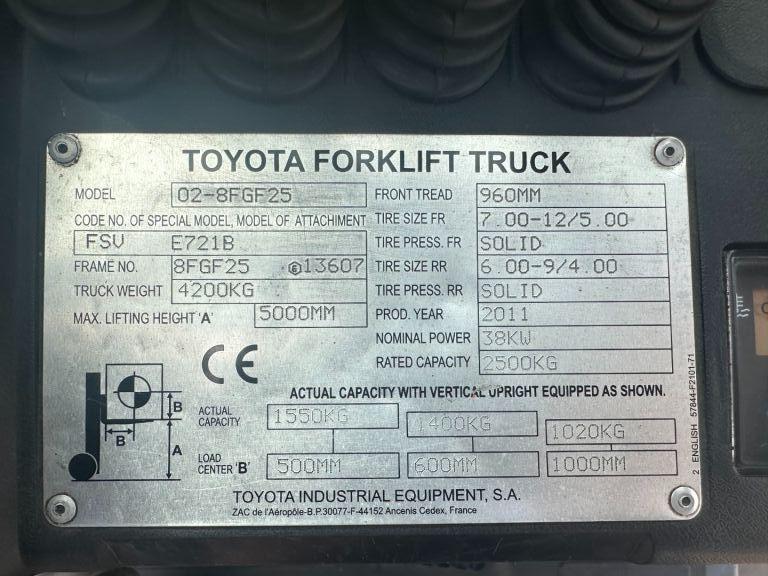 TOYOTA FORKLIFT TRUCK
MODEL 02-8FGF25
CODE NO. OF SPECIAL MODEL, MODEL OF ATTACHMENT
FSV E721B
FRAME NO. 8FGF25 13607
TRUCK WEIGHT 4200KG
MAX. LIFTING HEIGHT 'A' 5000MM
FRONT TREAD 960MM
TIRE SIZE FR 7.00-12/5.00
TIRE PRESS. FR SOLID
TIRE SIZE RR 6.00-9/4.00
TIRE PRESS. RR SOLID
PROD. YEAR 2011
NOMINAL POWER 38KW
RATED CAPACITY 2500KG
CE
ACTUAL CAPACITY WITH VERTICAL UPRIGHT EQUIPPED AS SHOWN.
B
B
A
ACTUAL CAPACITY 1550KG 1400KG 1020KG
LOAD CENTER 'B' 500MM 600MM 1000MM
TOYOTA INDUSTRIAL EQUIPMENT, S.A.
ZAC de l'Aéropôle-B.P.30077-F-44152 Ancenis Cedex, France
2 ENGLISH 57844-F2101-71